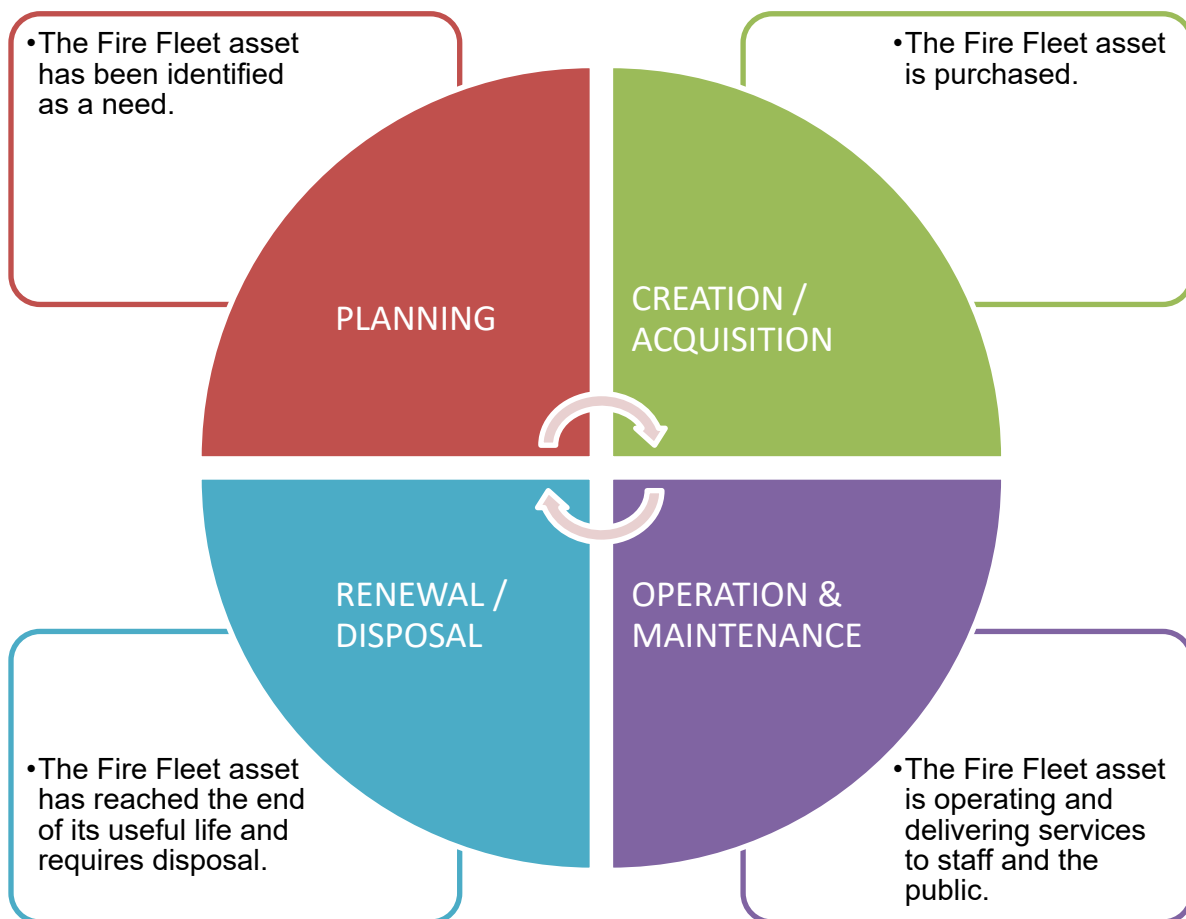 •The Fire Fleet asset
has been identified
as a need.
•The Fire Fleet asset
is purchased.
PLANNING
CREATION /
ACQUISITION
RENEWAL /
DISPOSAL
OPERATION &
MAINTENANCE
•The Fire Fleet asset
has reached the end
of its useful life and
requires disposal.
•The Fire Fleet asset
is operating and
delivering services
to staff and the
public.